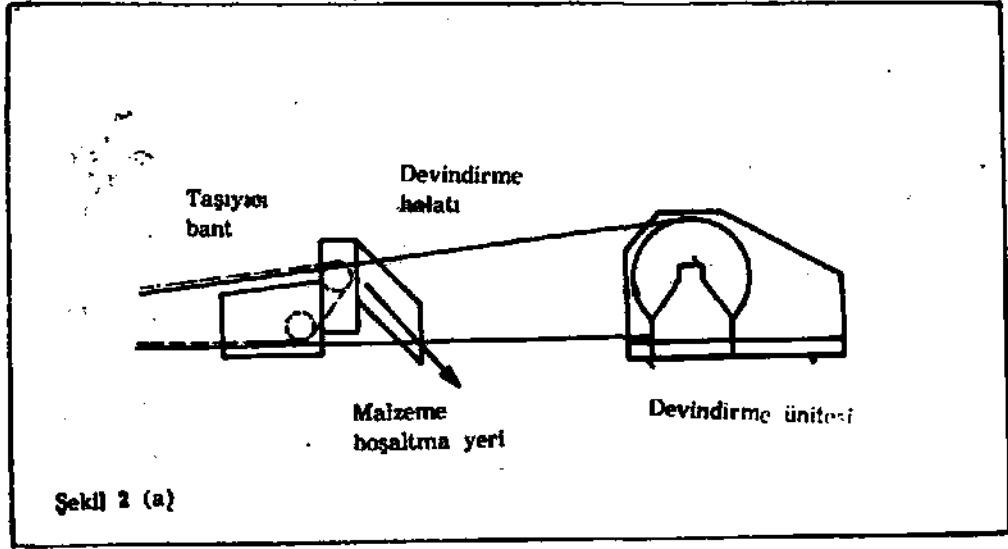 Taşıyıcı
bant
Devindirme
halatı
Malzeme
boşaltma yeri
Devindirme ünitesi
Şekil 2 (a)